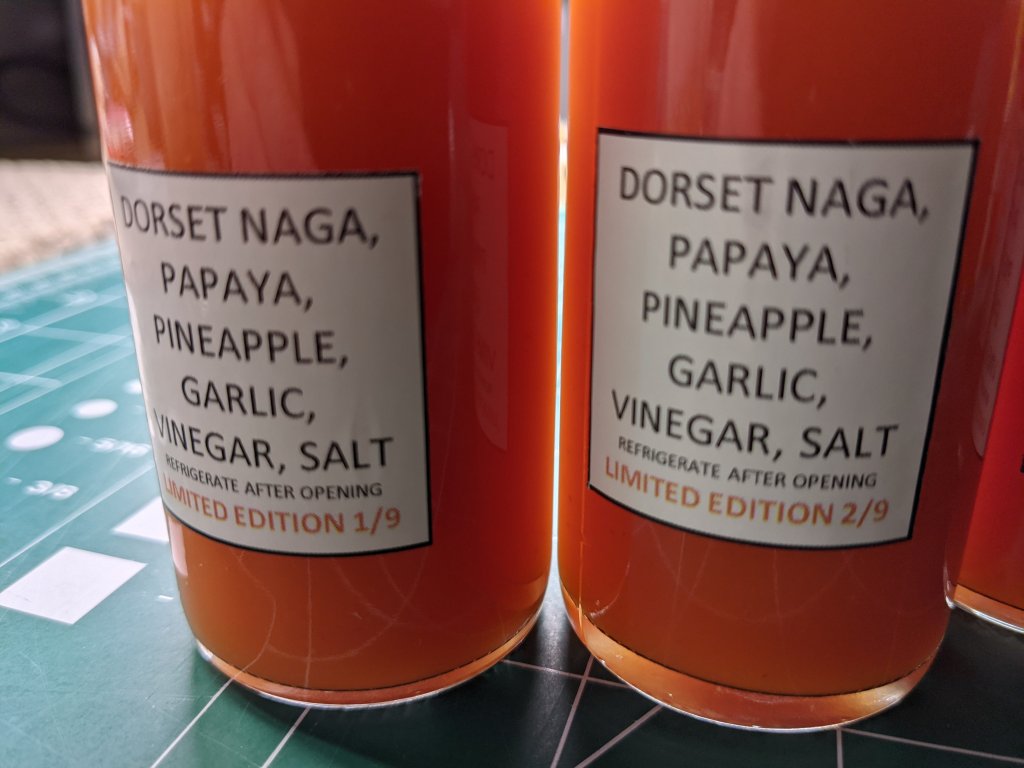 DORSET NAGA,
PAPAYA,
PINEAPPLE,
GARLIC,
VINEGAR, SALT
REFRIGERATE AFTER OPENING
LIMITED EDITION 1/9
DORSET NAGA,
PAPAYA,
PINEAPPLE,
GARLIC,
VINEGAR, SALT
REFRIGERATE AFTER OPENING
LIMITED EDITION 2/9